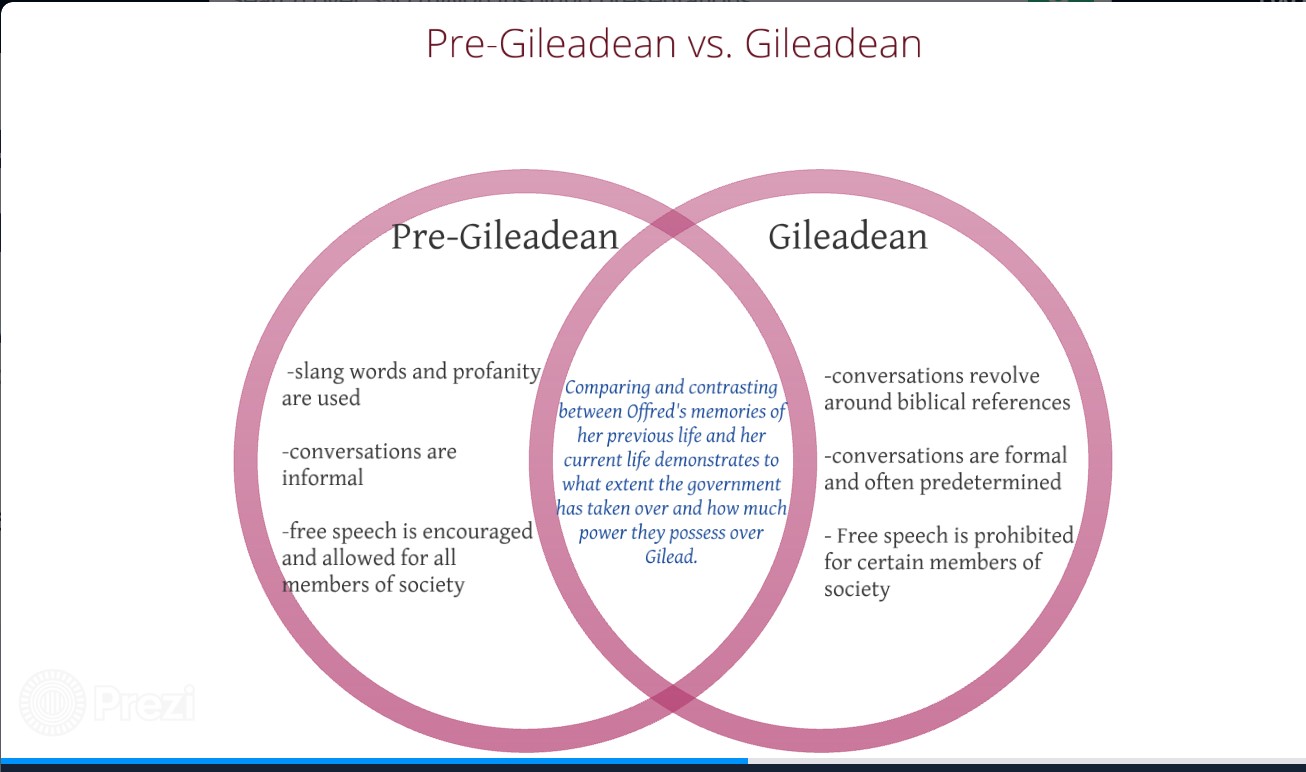 Pre-Gileadean vs. Gileadean
Pre-Gileadean
-slang words and profanity
are used
-conversations are
informal
-free speech is encouraged
and allowed for all
members of society
Comparing and contrasting
between Offred's memories of
her previous life and her
current life demonstrates to
what extent the government
has taken over and how much
power they possess over
Gilead.
Gileadean
-conversations revolve
around biblical references
-conversations are formal
and often predetermined
- Free speech is prohibited
for certain members of
society
Prezi